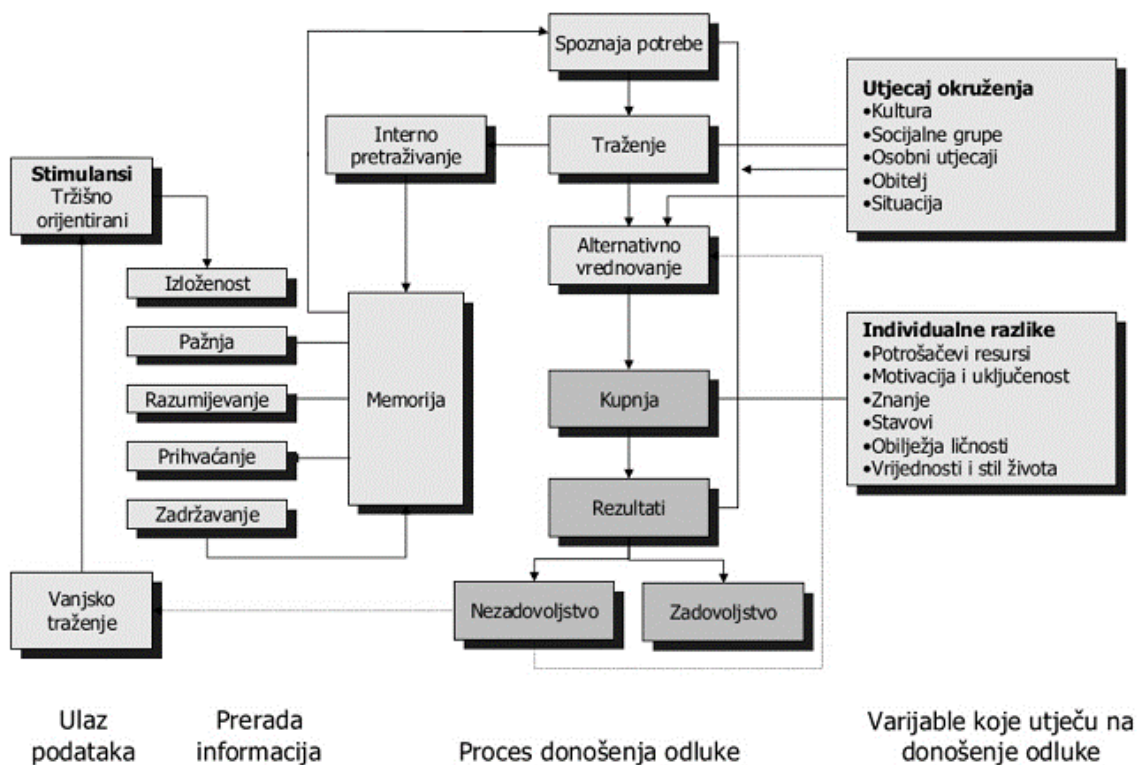 Spoznaja potrebe
Utjecaj okruženja
•Kultura
•Socijalne grupe
•Osobni utjecaji
•Obitelj
•Situacija
Interno
pretraživanje
Traženje
Stimulansi
Tržišno
orijentirani
Alternativno
vrednovanje
Izloženost
Pažnja
Razumijevanje
Prihvaćanje
Zadržavanje
Memorija
Individualne razlike
•Potrošačevi resursi
•Motivacija i uključenost
•Znanje
•Stavovi
•Obilježja ličnosti
•Vrijednosti i stil života
Kupnja
Rezultati
Vanjsko
traženje
Nezadovoljstvo
Zadovoljstvo
Ulaz
podataka
Prerada
informacija
Proces donošenja odluke
Varijable koje utječu na
donošenje odluke